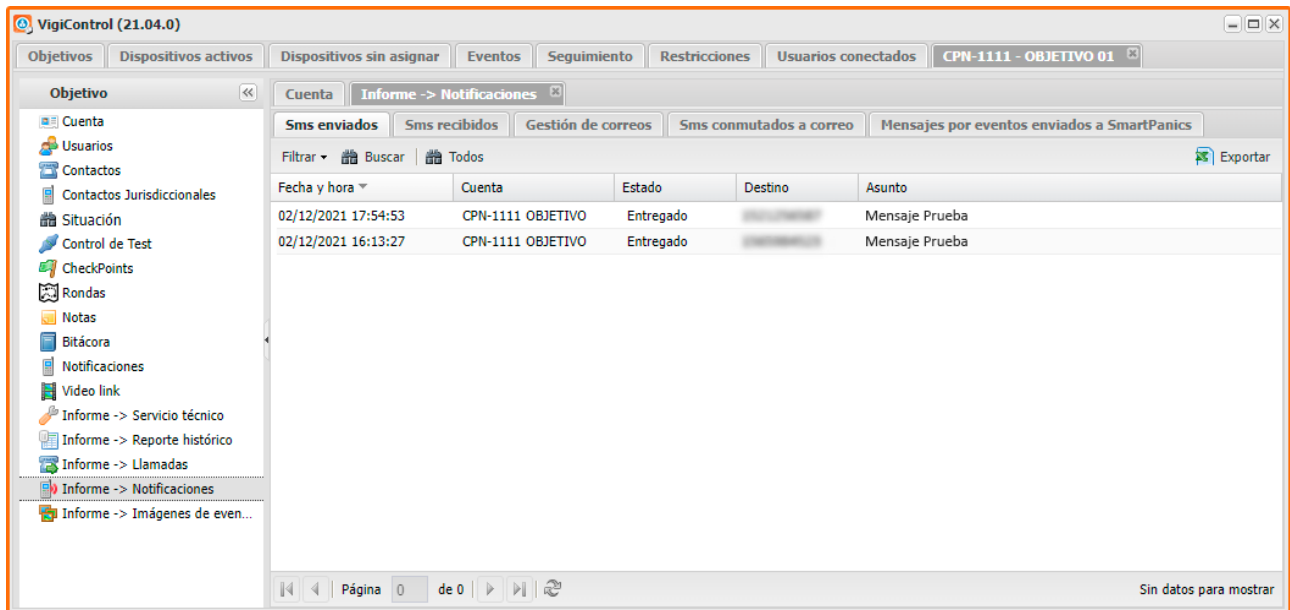 VigiControl (21.04.0)
Objetivos Dispositivos activos Dispositivos sin asignar Eventos Seguimiento Restricciones Usuarios conectados CPN-1111 - OBJETIVO 01
Objetivo
Cuenta
Usuarios
Contactos
Contactos Jurisdiccionales
Situación
Control de Test
CheckPoints
Rondas
Notas
Bitácora
Notificaciones
Video link
Informe -> Servicio técnico
Informe -> Reporte histórico
Informe -> Llamadas
Informe -> Notificaciones
Informe -> Imágenes de even...
Cuenta Informe -> Notificaciones
Sms enviados Sms recibidos Gestión de correos Sms conmutados a correo Mensajes por eventos enviados a SmartPanics
Filtrar Buscar Todos Exportar
Fecha y hora Cuenta Estado Destino Asunto
02/12/2021 17:54:53 CPN-1111 OBJETIVO Entregado Mensaje Prueba
02/12/2021 16:13:27 CPN-1111 OBJETIVO Entregado Mensaje Prueba
Página 0 de 0 Sin datos para mostrar